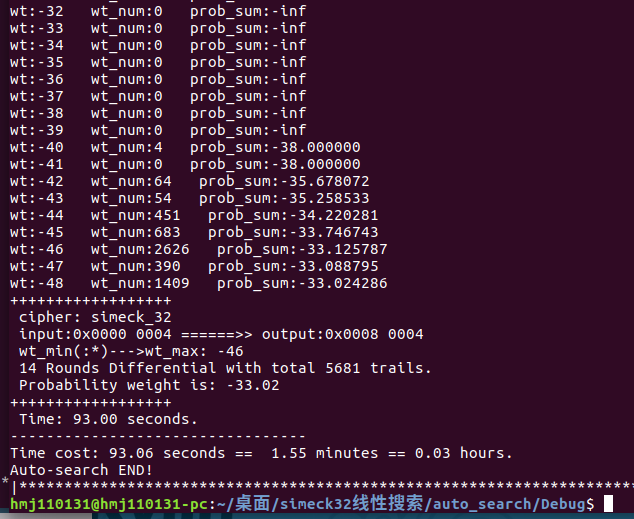 wt:-32   wt_num:0   prob_sum:-inf
wt:-33   wt_num:0   prob_sum:-inf
wt:-34   wt_num:0   prob_sum:-inf
wt:-35   wt_num:0   prob_sum:-inf
wt:-36   wt_num:0   prob_sum:-inf
wt:-37   wt_num:0   prob_sum:-inf
wt:-38   wt_num:0   prob_sum:-inf
wt:-39   wt_num:0   prob_sum:-inf
wt:-40   wt_num:4   prob_sum:-38.000000
wt:-41   wt_num:0   prob_sum:-38.000000
wt:-42   wt_num:64   prob_sum:-35.678072
wt:-43   wt_num:54   prob_sum:-35.258533
wt:-44   wt_num:451   prob_sum:-34.220281
wt:-45   wt_num:683   prob_sum:-33.746743
wt:-46   wt_num:2626   prob_sum:-33.125787
wt:-47   wt_num:390   prob_sum:-33.088795
wt:-48   wt_num:1409   prob_sum:-33.024286
++++++++++++++++++
 cipher: simeck_32
 input:0x0000 0004 ======>> output:0x0008 0004
 wt_min(:*)--->wt_max: -46
 14 Rounds Differential with total 5681 trails.
 Probability weight is: -33.02
++++++++++++++++++
 Time: 93.00 seconds.
---------------------------------
Time cost: 93.06 seconds ==  1.55 minutes == 0.03 hours.
Auto-search END!
*|*********************************************************************
hmj110131@hmj110131-pc:~/桌面/simeck32线性搜索/auto_search/Debug$